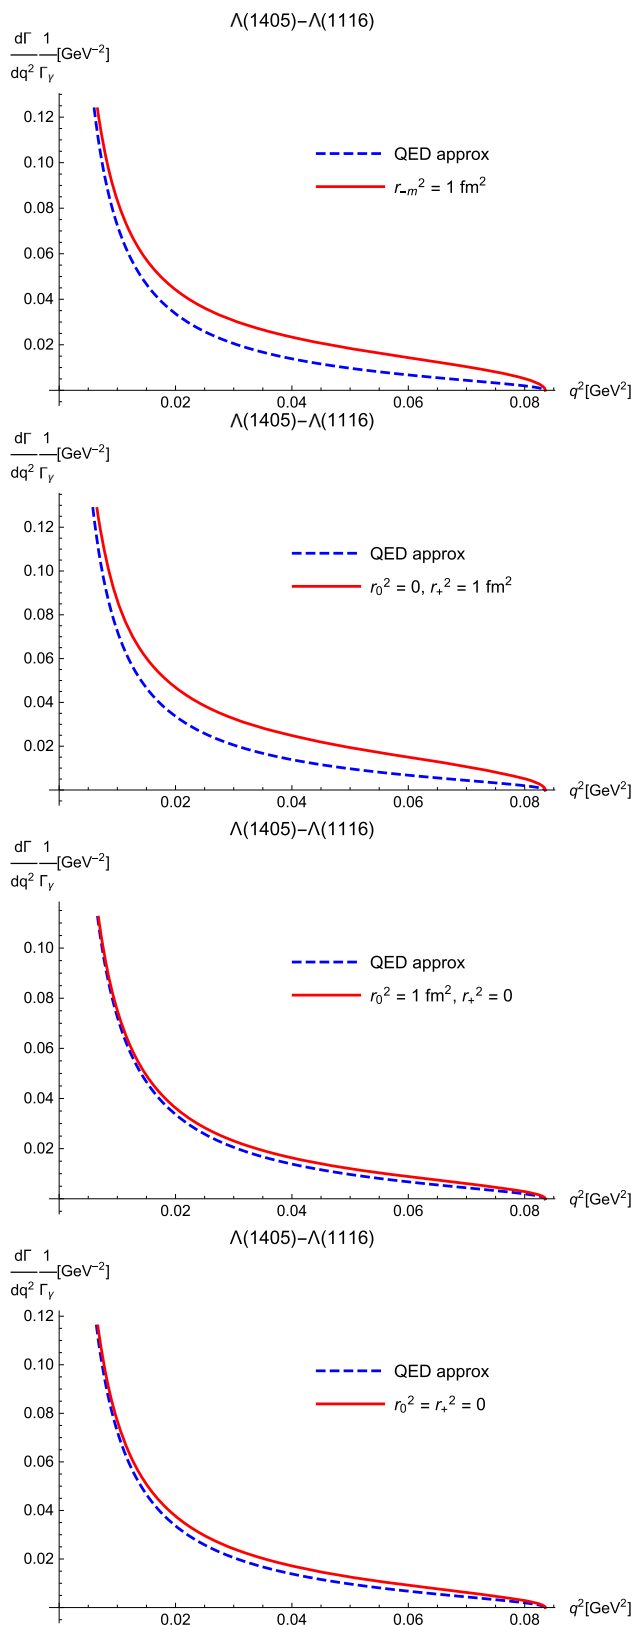 Λ(1405)−Λ(1116)
dΓ 1
dq² Γᵧ [GeV⁻²]
0.12
0.10
0.08
0.06
0.04
0.02
QED approx
r₋ₘ² = 1 fm²
0.02 0.04 0.06 0.08 q²[GeV²]
Λ(1405)−Λ(1116)
dΓ 1
dq² Γᵧ [GeV⁻²]
0.12
0.10
0.08
0.06
0.04
0.02
QED approx
r₀² = 0, r₊² = 1 fm²
0.02 0.04 0.06 0.08 q²[GeV²]
Λ(1405)−Λ(1116)
dΓ 1
dq² Γᵧ [GeV⁻²]
0.10
0.08
0.06
0.04
0.02
QED approx
r₀² = 1 fm², r₊² = 0
0.02 0.04 0.06 0.08 q²[GeV²]
Λ(1405)−Λ(1116)
dΓ 1
dq² Γᵧ [GeV⁻²]
0.12
0.10
0.08
0.06
0.04
0.02
QED approx
r₀² = r₊² = 0
0.02 0.04 0.06 0.08 q²[GeV²]